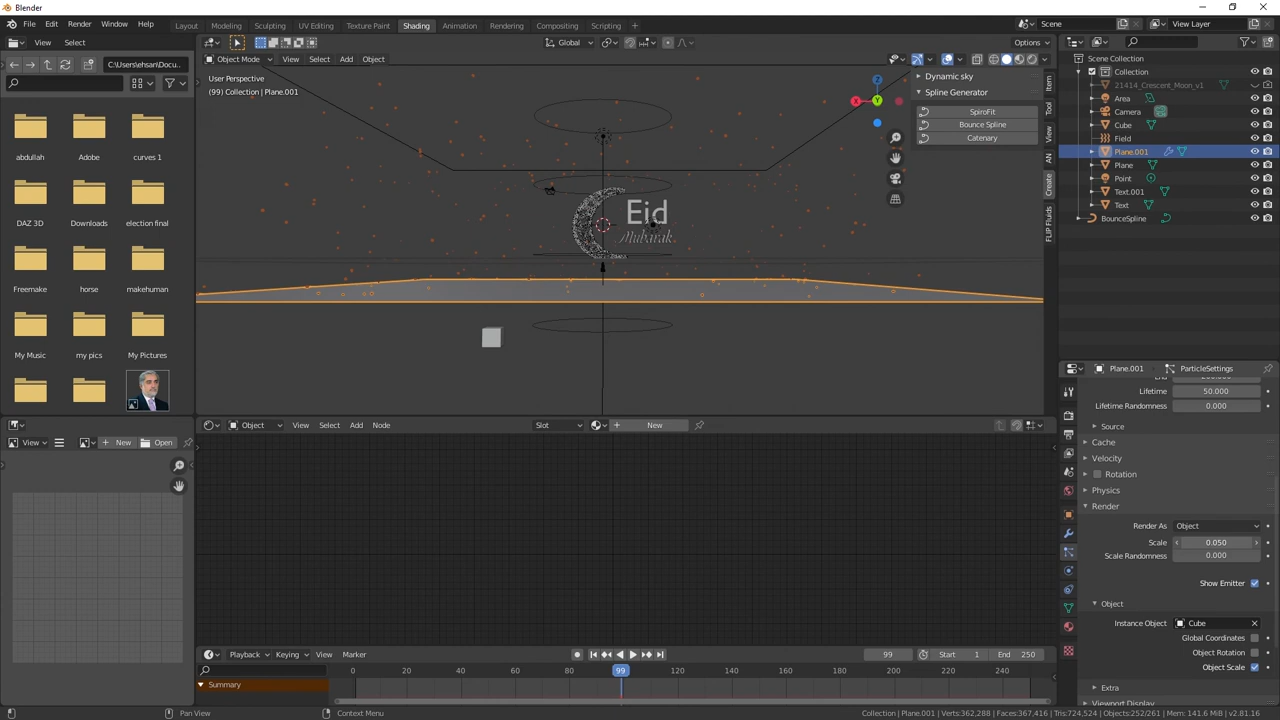 Blender
File Edit Render Window Help
Layout Modeling Sculpting UV Editing Texture Paint Shading Animation Rendering Compositing Scripting
Scene
View Layer
View Select
Global
Options
C:\Users\ehsan\Docu..
Object Mode View Select Add Object
User Perspective
(99) Collection | Plane.001
Dynamic sky
Spline Generator
SpiroFit
Bounce Spline
Catenary
Item
Tool
View
AN
Create
FLIP Fluids
Eid
Mubarak
Scene Collection
Collection
21414_Crescent_Moon_v1
Area
Camera
Cube
Field
Plane.001
Plane
Point
Text.001
Text
BounceSpline
abdullah Adobe curves 1
DAZ 3D Downloads election final
Freemake horse makehuman
My Music my pics My Pictures
Plane.001 ParticleSettings
Lifetime 50.000
Lifetime Randomness 0.000
Source
Cache
Velocity
Rotation
Physics
Render
Render As Object
Scale 0.050
Scale Randomness 0.000
Show Emitter
Object
Instance Object Cube
Global Coordinates
Object Rotation
Object Scale
Extra
Viewport Display
View New Open
Object View Select Add Node Slot New
Playback Keying View Marker 99 Start 1 End 250
0 20 40 60 80 99 120 140 160 180 200 220 240
Summary
Pan View Context Menu
Collection | Plane.001 | Verts:362,288 | Faces:367,416 | Tris:724,524 | Objects:252/261 | Mem: 141.6 MiB | v2.81.16